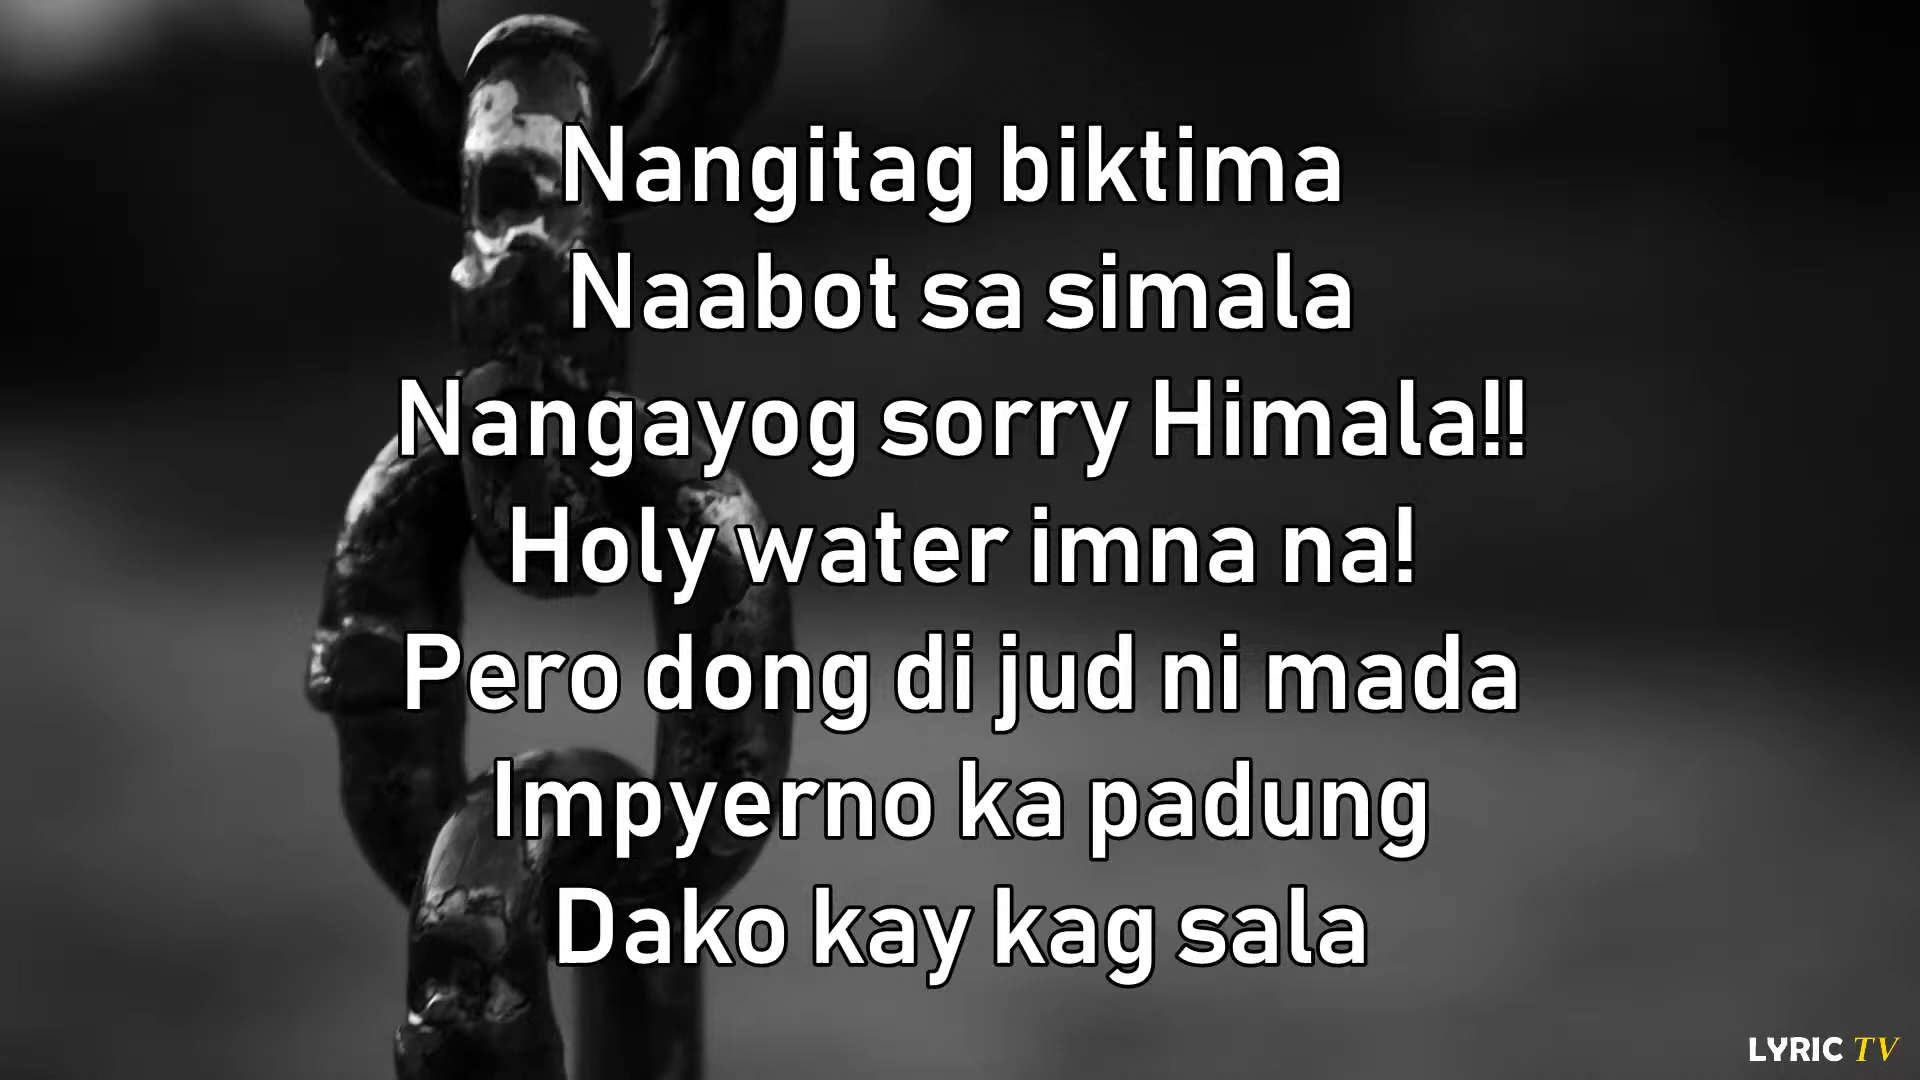 Nangitag biktima
Naabot sa simala
Nangayog sorry Himala!!
Holy water imna na!
Pero dong di jud ni mada
Impyerno ka padung
Dako kay kag sala
LYRIC TV